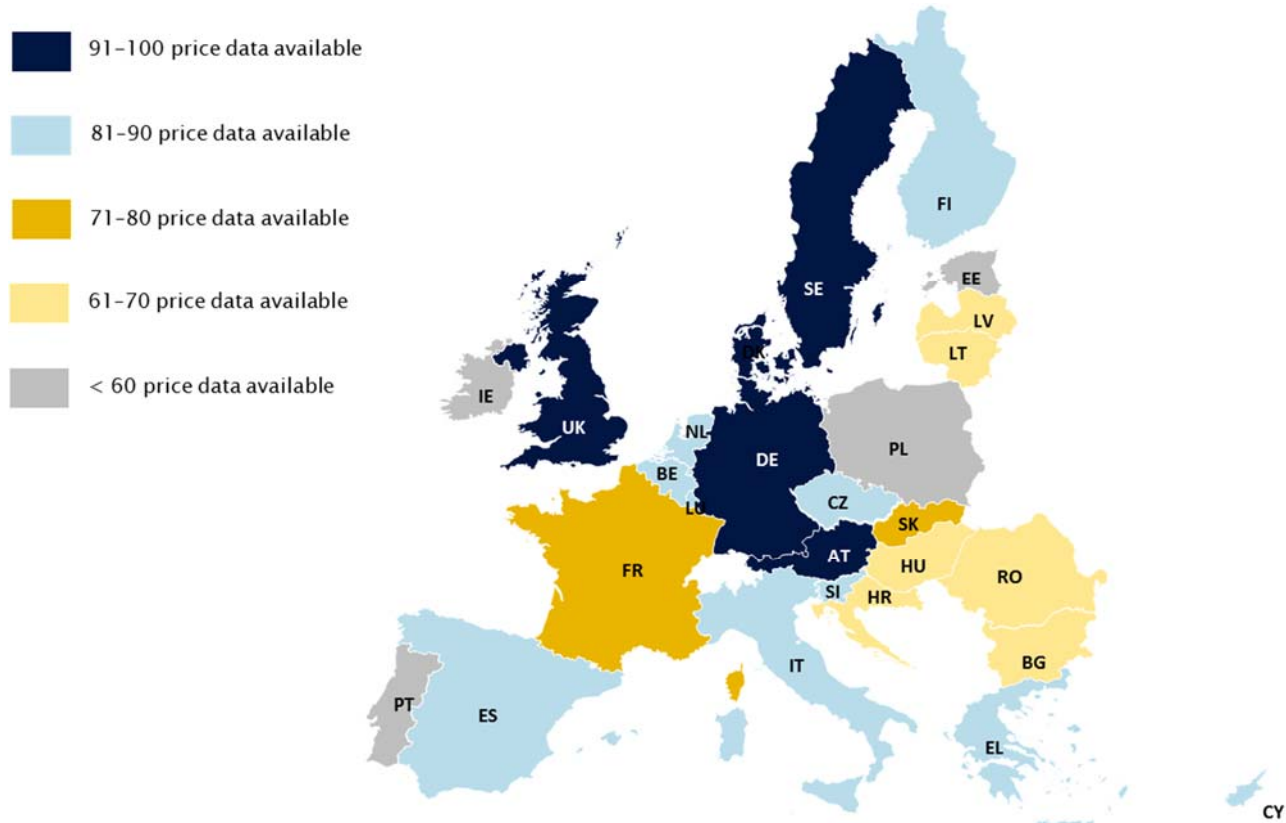 91–100 price data available
81–90 price data available
71–80 price data available
61–70 price data available
< 60 price data available
FI
EE
SE
LV
LT
DK
IE
UK
NL
DE
PL
BE
CZ
LU
SK
AT
FR
HU
RO
SI
HR
BG
IT
PT
ES
EL
CY